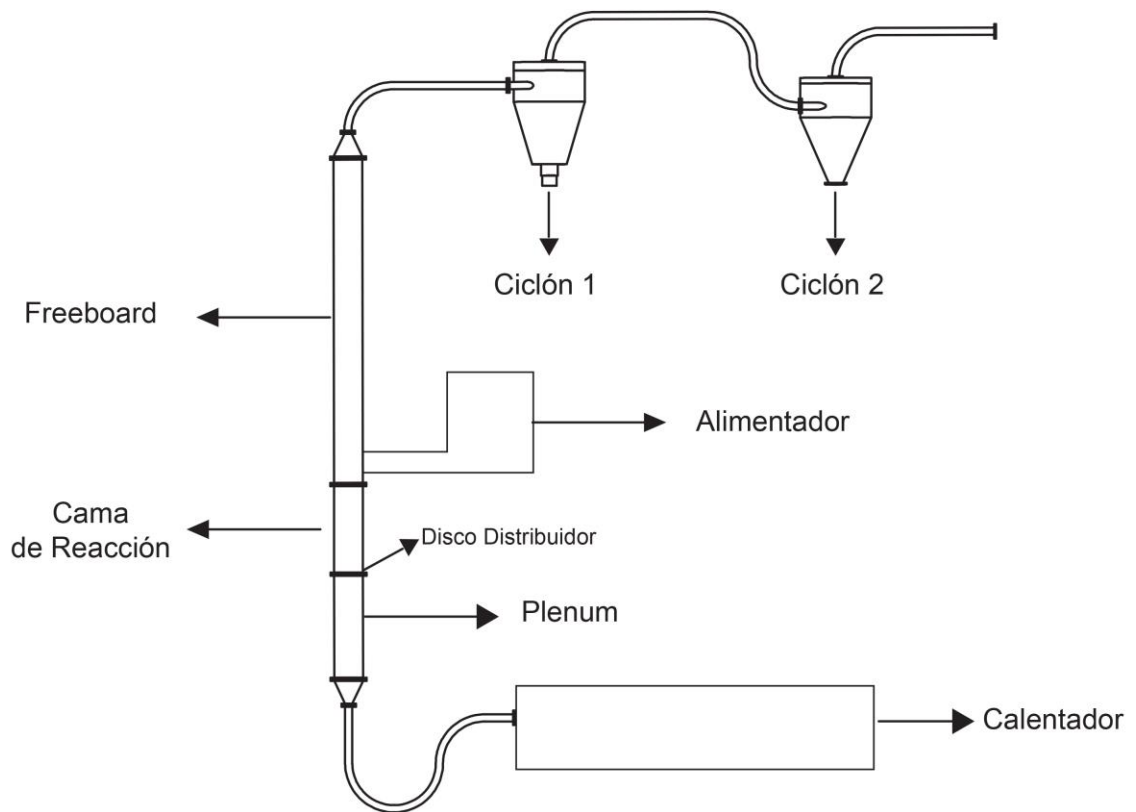 Ciclón 1
Ciclón 2
Freeboard
Alimentador
Cama
de Reacción
Disco Distribuidor
Plenum
Calentador